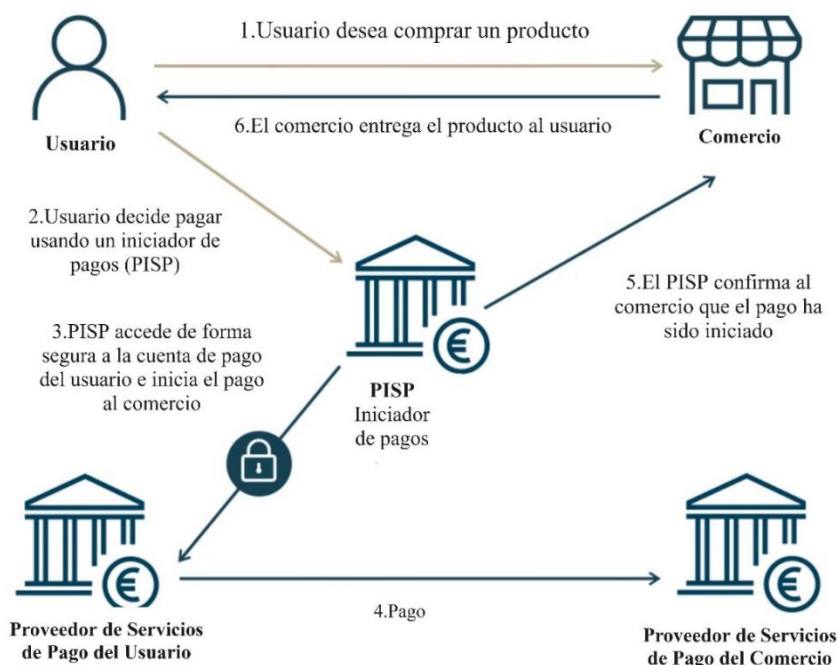 1.Usuario desea comprar un producto
6.El comercio entrega el producto al usuario
Usuario
Comercio
2.Usuario decide pagar
usando un iniciador de
pagos (PISP)
5.El PISP confirma al
comercio que el pago ha
sido iniciado
3.PISP accede de forma
segura a la cuenta de pago
del usuario e inicia el pago
al comercio
€
PISP
Iniciador
de pagos
€
€
4.Pago
Proveedor de Servicios
de Pago del Usuario
Proveedor de Servicios
de Pago del Comercio